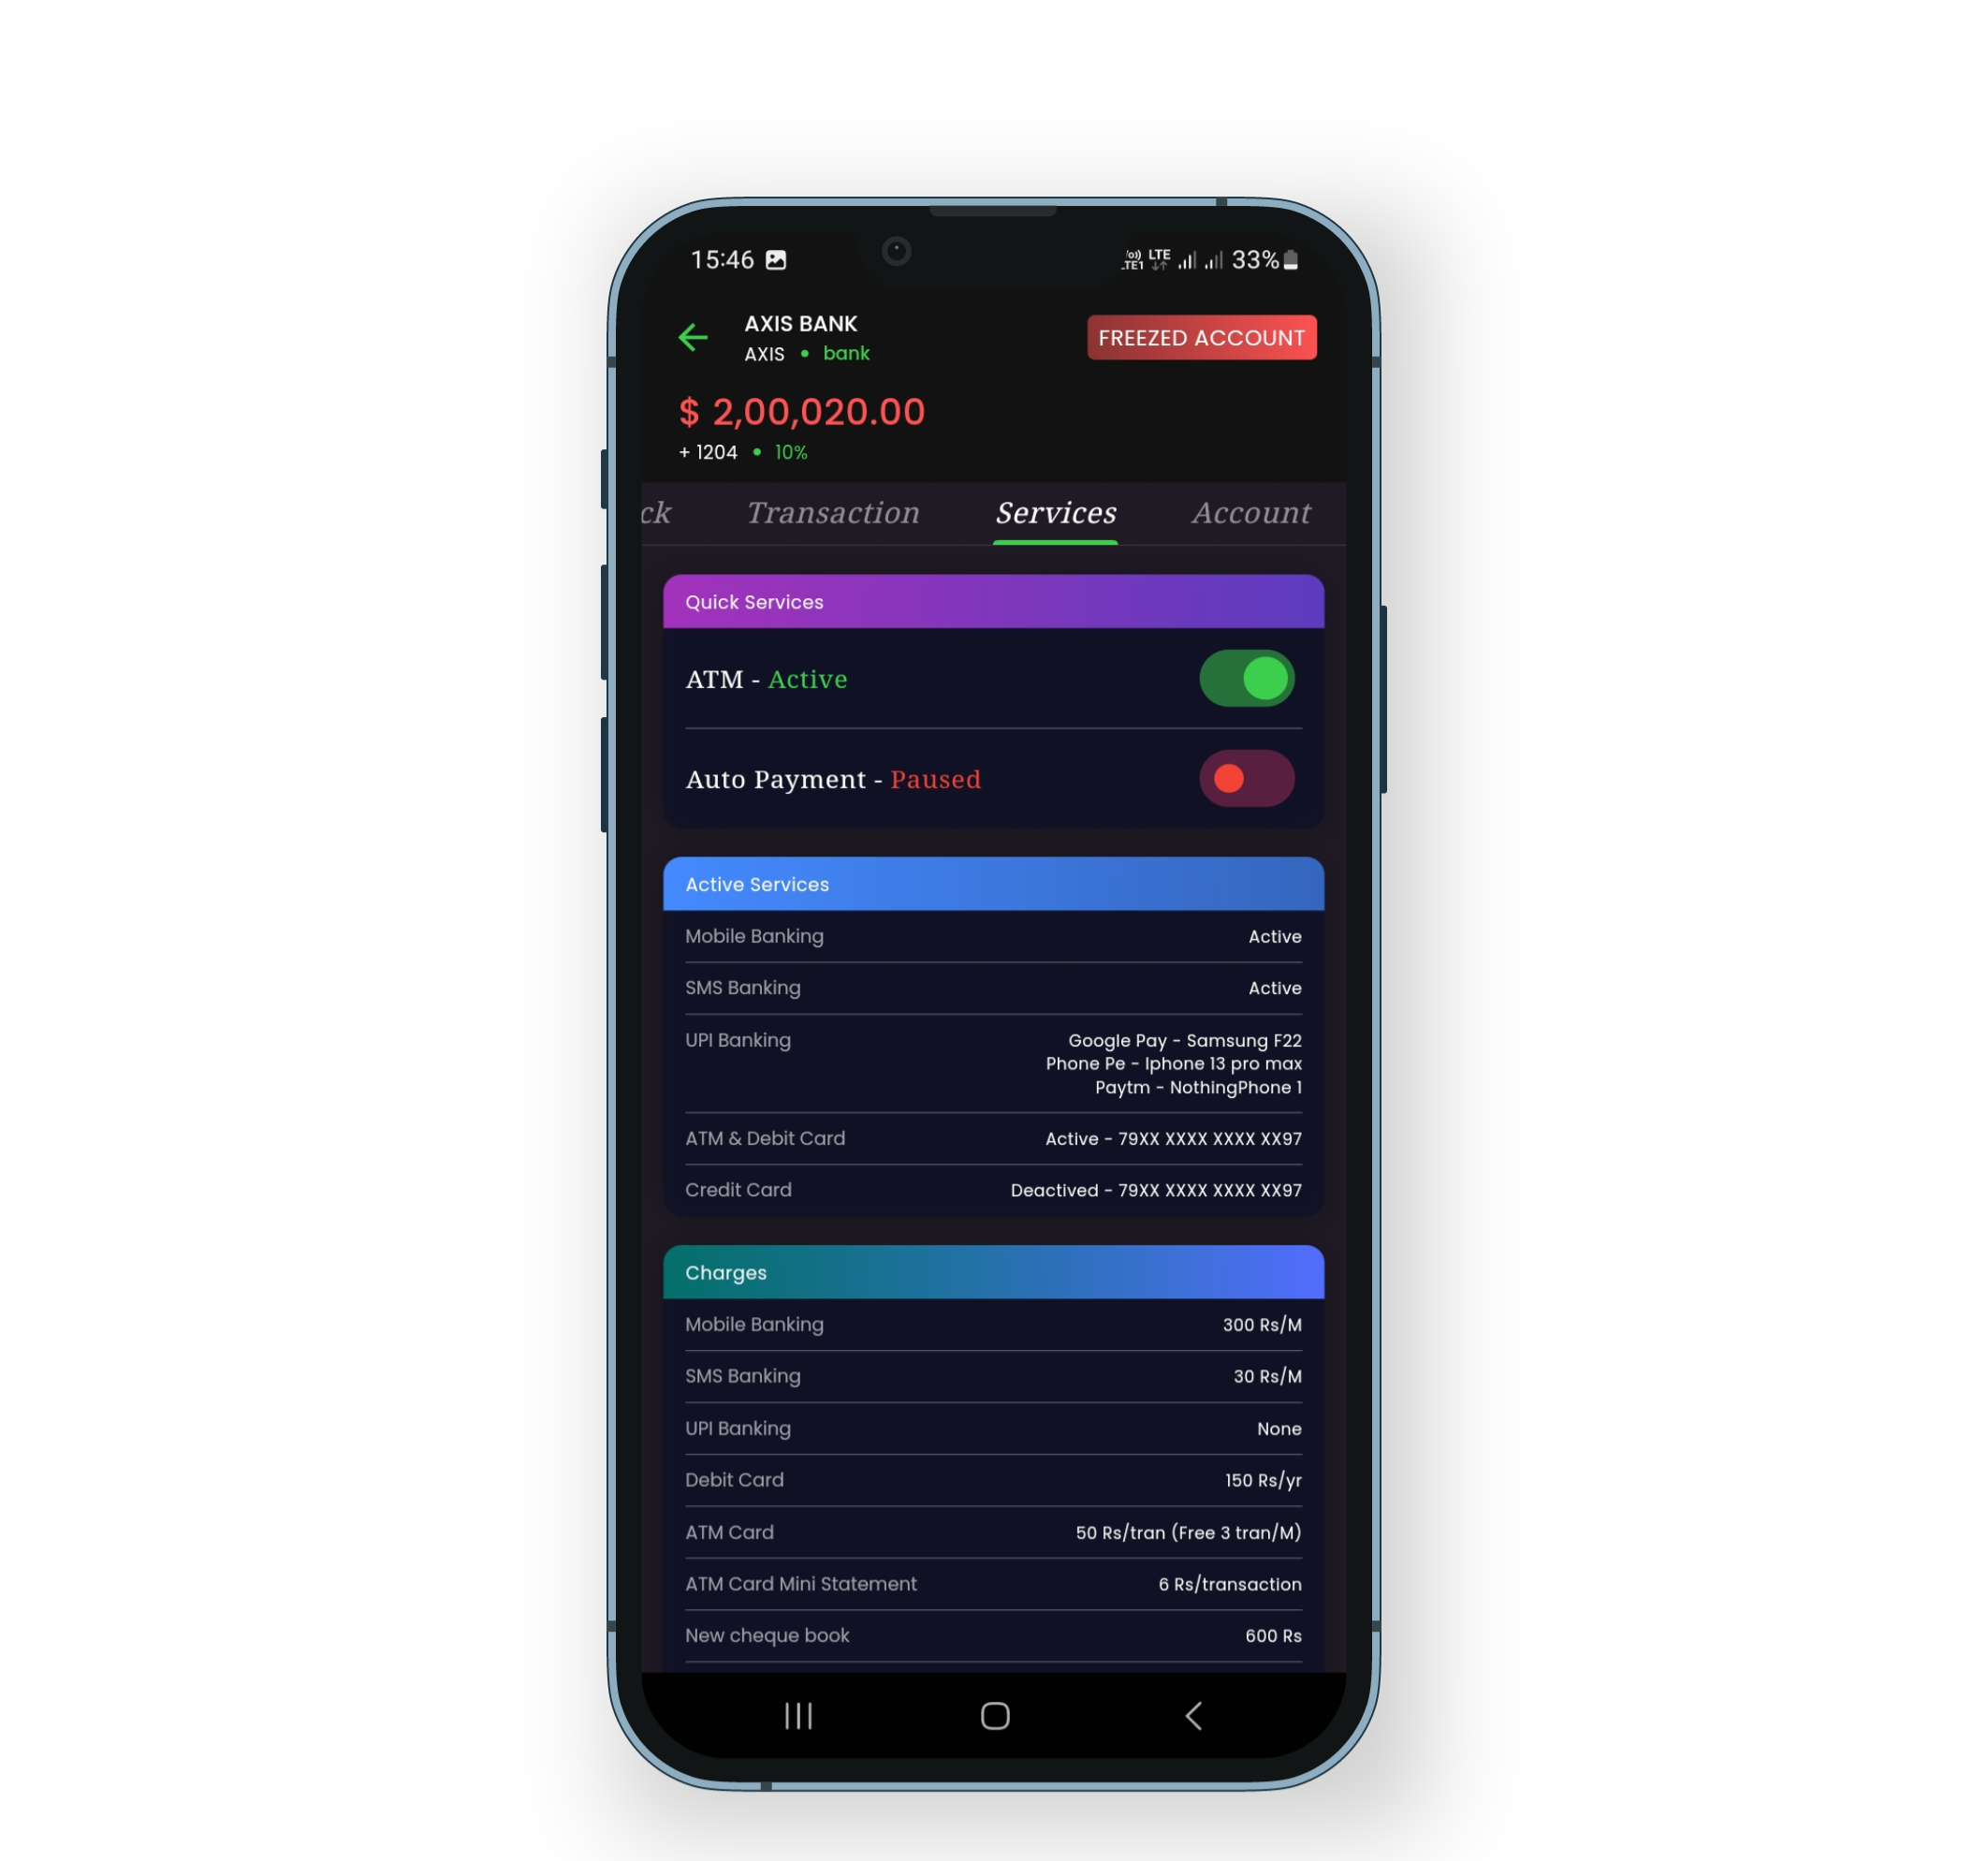 15:46
LTE
LTE1
33%
AXIS BANK
AXIS • bank
FREEZED ACCOUNT
$ 2,00,020.00
+ 1204 • 10%
ck
Transaction
Services
Account
Quick Services
ATM - Active
Auto Payment - Paused
Active Services
Mobile Banking
Active
SMS Banking
Active
UPI Banking
Google Pay - Samsung F22
Phone Pe - Iphone 13 pro max
Paytm - NothingPhone 1
ATM & Debit Card
Active - 79XX XXXX XXXX XX97
Credit Card
Deactived - 79XX XXXX XXXX XX97
Charges
Mobile Banking
300 Rs/M
SMS Banking
30 Rs/M
UPI Banking
None
Debit Card
150 Rs/yr
ATM Card
50 Rs/tran (Free 3 tran/M)
ATM Card Mini Statement
6 Rs/transaction
New cheque book
600 Rs